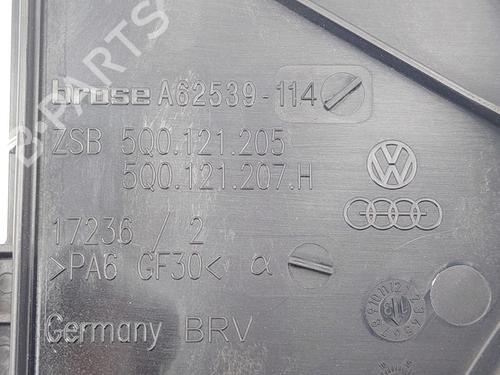 B-PARTS
brose A62539-114
ZSB 5Q0.121.205
5Q0.121.207.H
17236 / 2
>PA6 GF30<
Germany BRV